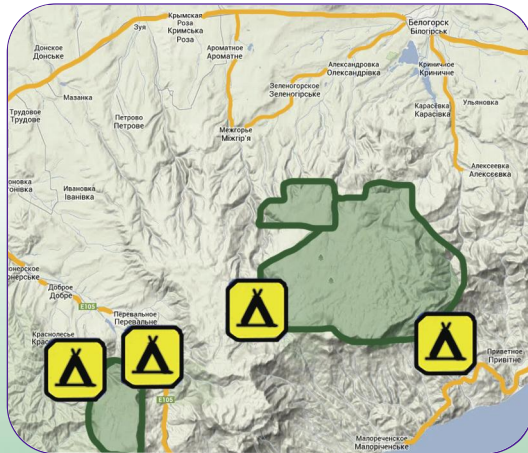 Крымская
Роза
Кримська
Роза
Зуя
Белогорск
Білогірськ
Донское
Донське
Ароматное
Ароматне
Александровка
Олександрівка
Криничное
Криничне
Мазанка
Зеленогорское
Зеленогірське
Карасёвка
Карасівка
Ульяновка
Трудовое
Трудове
Петрово
Петрове
Межгорье
Міжгір'я
Алексеевка
Алексєєвка
Ивановка
Іванівка
Доброе
Добре
E105
Перевальное
Перевальне
Краснолесье
E105
Приветное
Привітне
Малореченское
Малоріченське